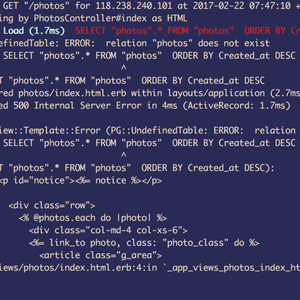 GET "/photos" for 118.238.240.101 at 2017-02-22 07:47:10 +
ing by PhotosController#index as HTML
Load (1.7ms) SELECT "photos".* FROM "photos" ORDER BY Cr
efinedTable: ERROR: relation "photos" does not exist
SELECT "photos".* FROM "photos" ORDER BY Created_at DESC
^
T "photos".* FROM "photos" ORDER BY Created_at DESC
ered photos/index.html.erb within layouts/application (2.7ms
ed 500 Internal Server Error in 4ms (ActiveRecord: 1.7ms)
iew::Template::Error (PG::UndefinedTable: ERROR: relation
SELECT "photos".* FROM "photos" ORDER BY Created_at DESC
^
T "photos".* FROM "photos" ORDER BY Created_at DESC):
<p id="notice"><%= notice %></p>
<div class="row">
<% @photos.each do |photo| %>
<div class="col-md-4 col-xs-6">
<%= link_to photo, class: "photo_class" do %>
<article class="g_area">
iews/photos/index.html.erb:4:in `_app_views_photos_index_ht